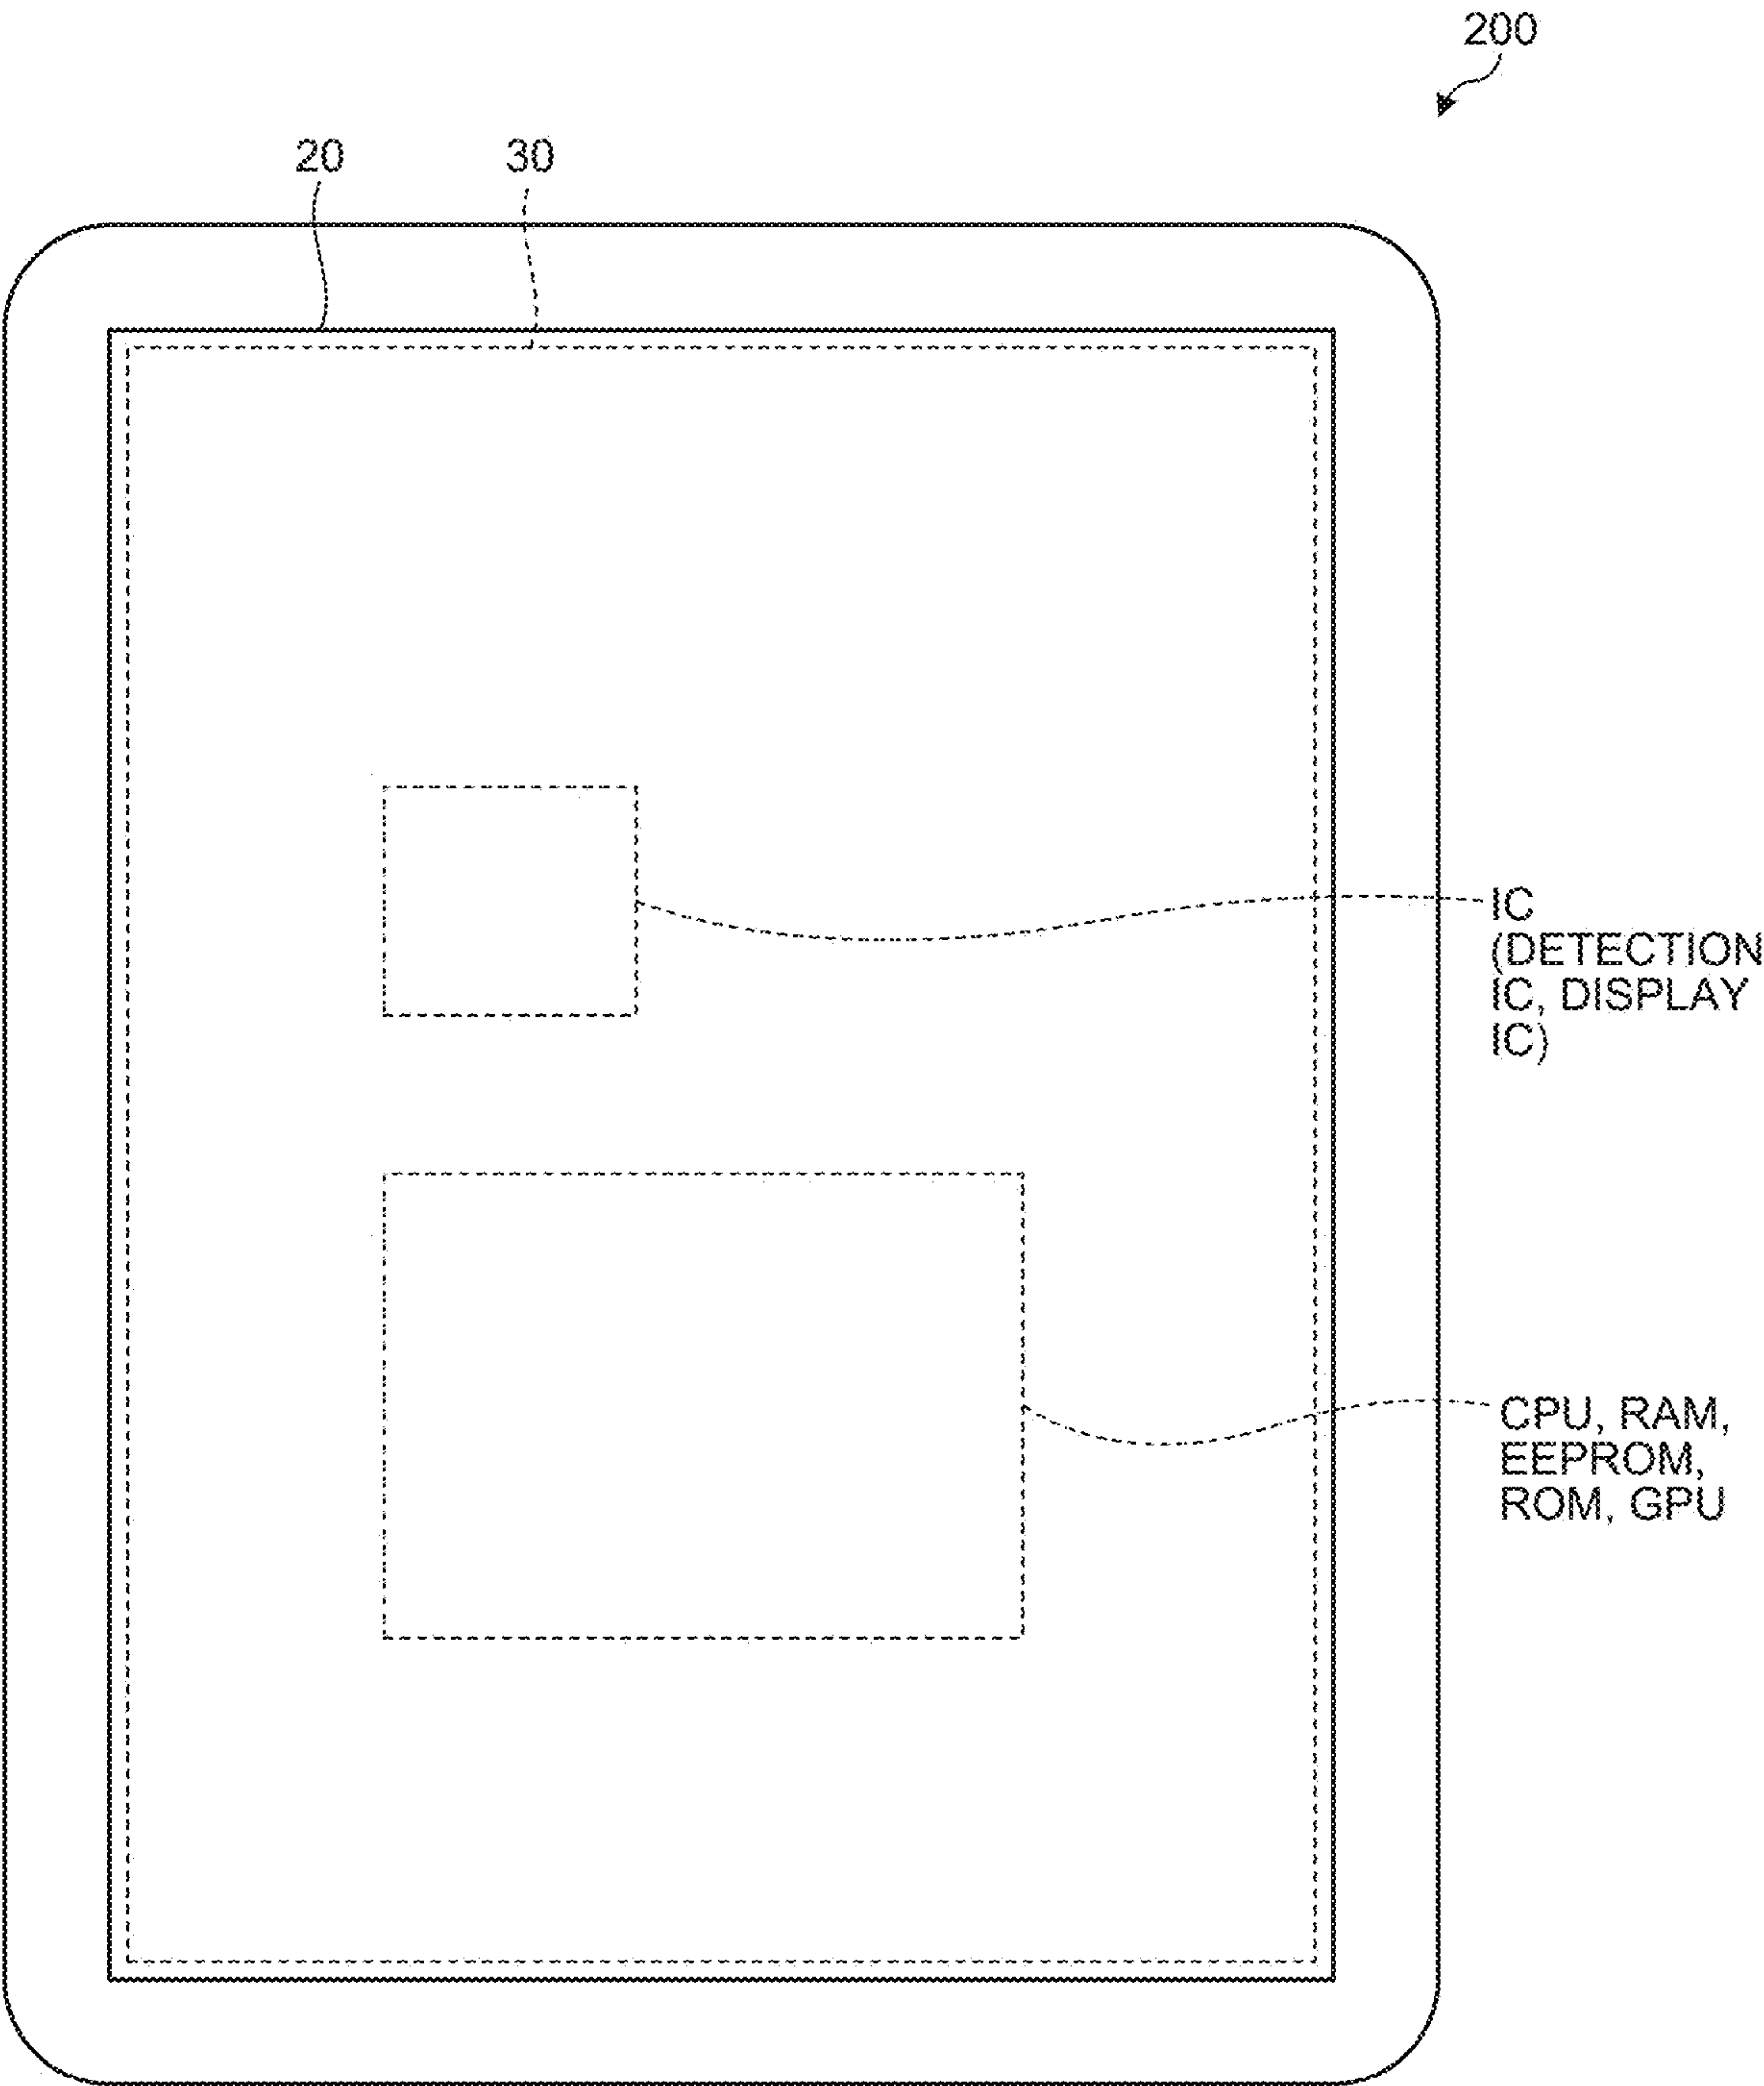 200
20
30
IC
(DETECTION
IC, DISPLAY
IC)
CPU, RAM,
EEPROM,
ROM, GPU